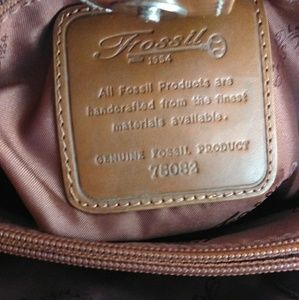 Fossil
1954
All Fossil Products are
handcrafted from the finest
materials available.
GENUINE FOSSIL PRODUCT
75082